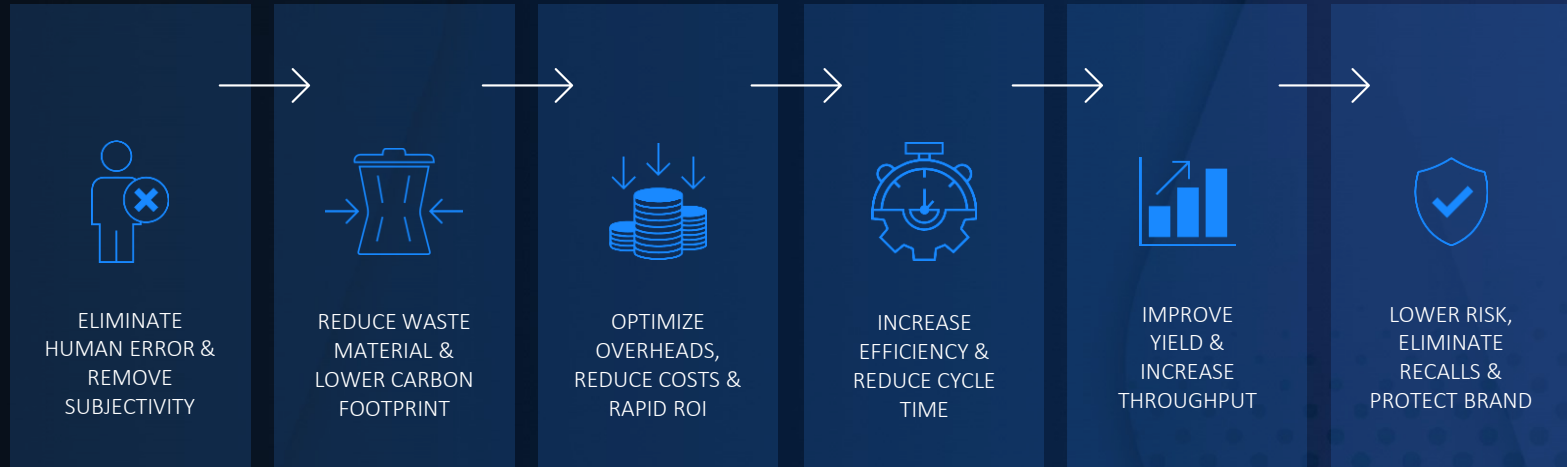 ELIMINATE
HUMAN ERROR &
REMOVE
SUBJECTIVITY
REDUCE WASTE
MATERIAL &
LOWER CARBON
FOOTPRINT
OPTIMIZE
OVERHEADS,
REDUCE COSTS &
RAPID ROI
INCREASE
EFFICIENCY &
REDUCE CYCLE
TIME
IMPROVE
YIELD &
INCREASE
THROUGHPUT
LOWER RISK,
ELIMINATE
RECALLS &
PROTECT BRAND